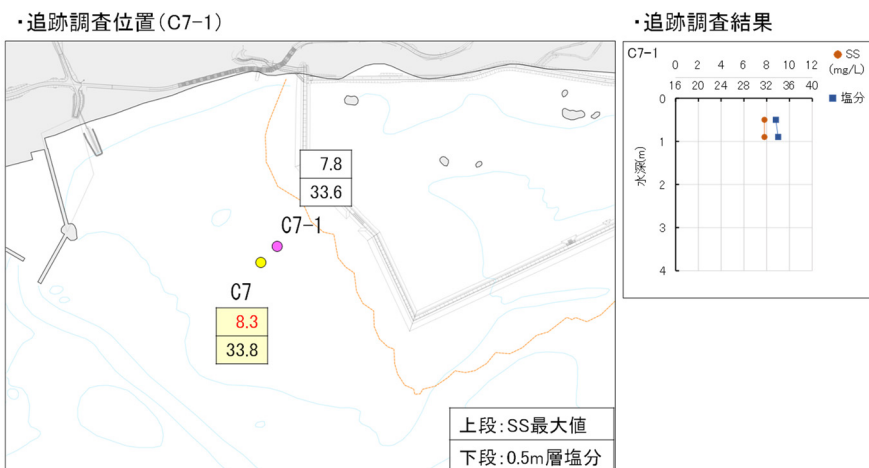 ・追跡調査位置(C7-1)
7.8
33.6
C7-1
C7
8.3
33.8
上段:SS最大値
下段:0.5m層塩分
・追跡調査結果
C7-1
0 2 4 6 8 10 12
SS
(mg/L)
16 20 24 28 32 36 40
塩分
0
1
2
3
4
水深(m)